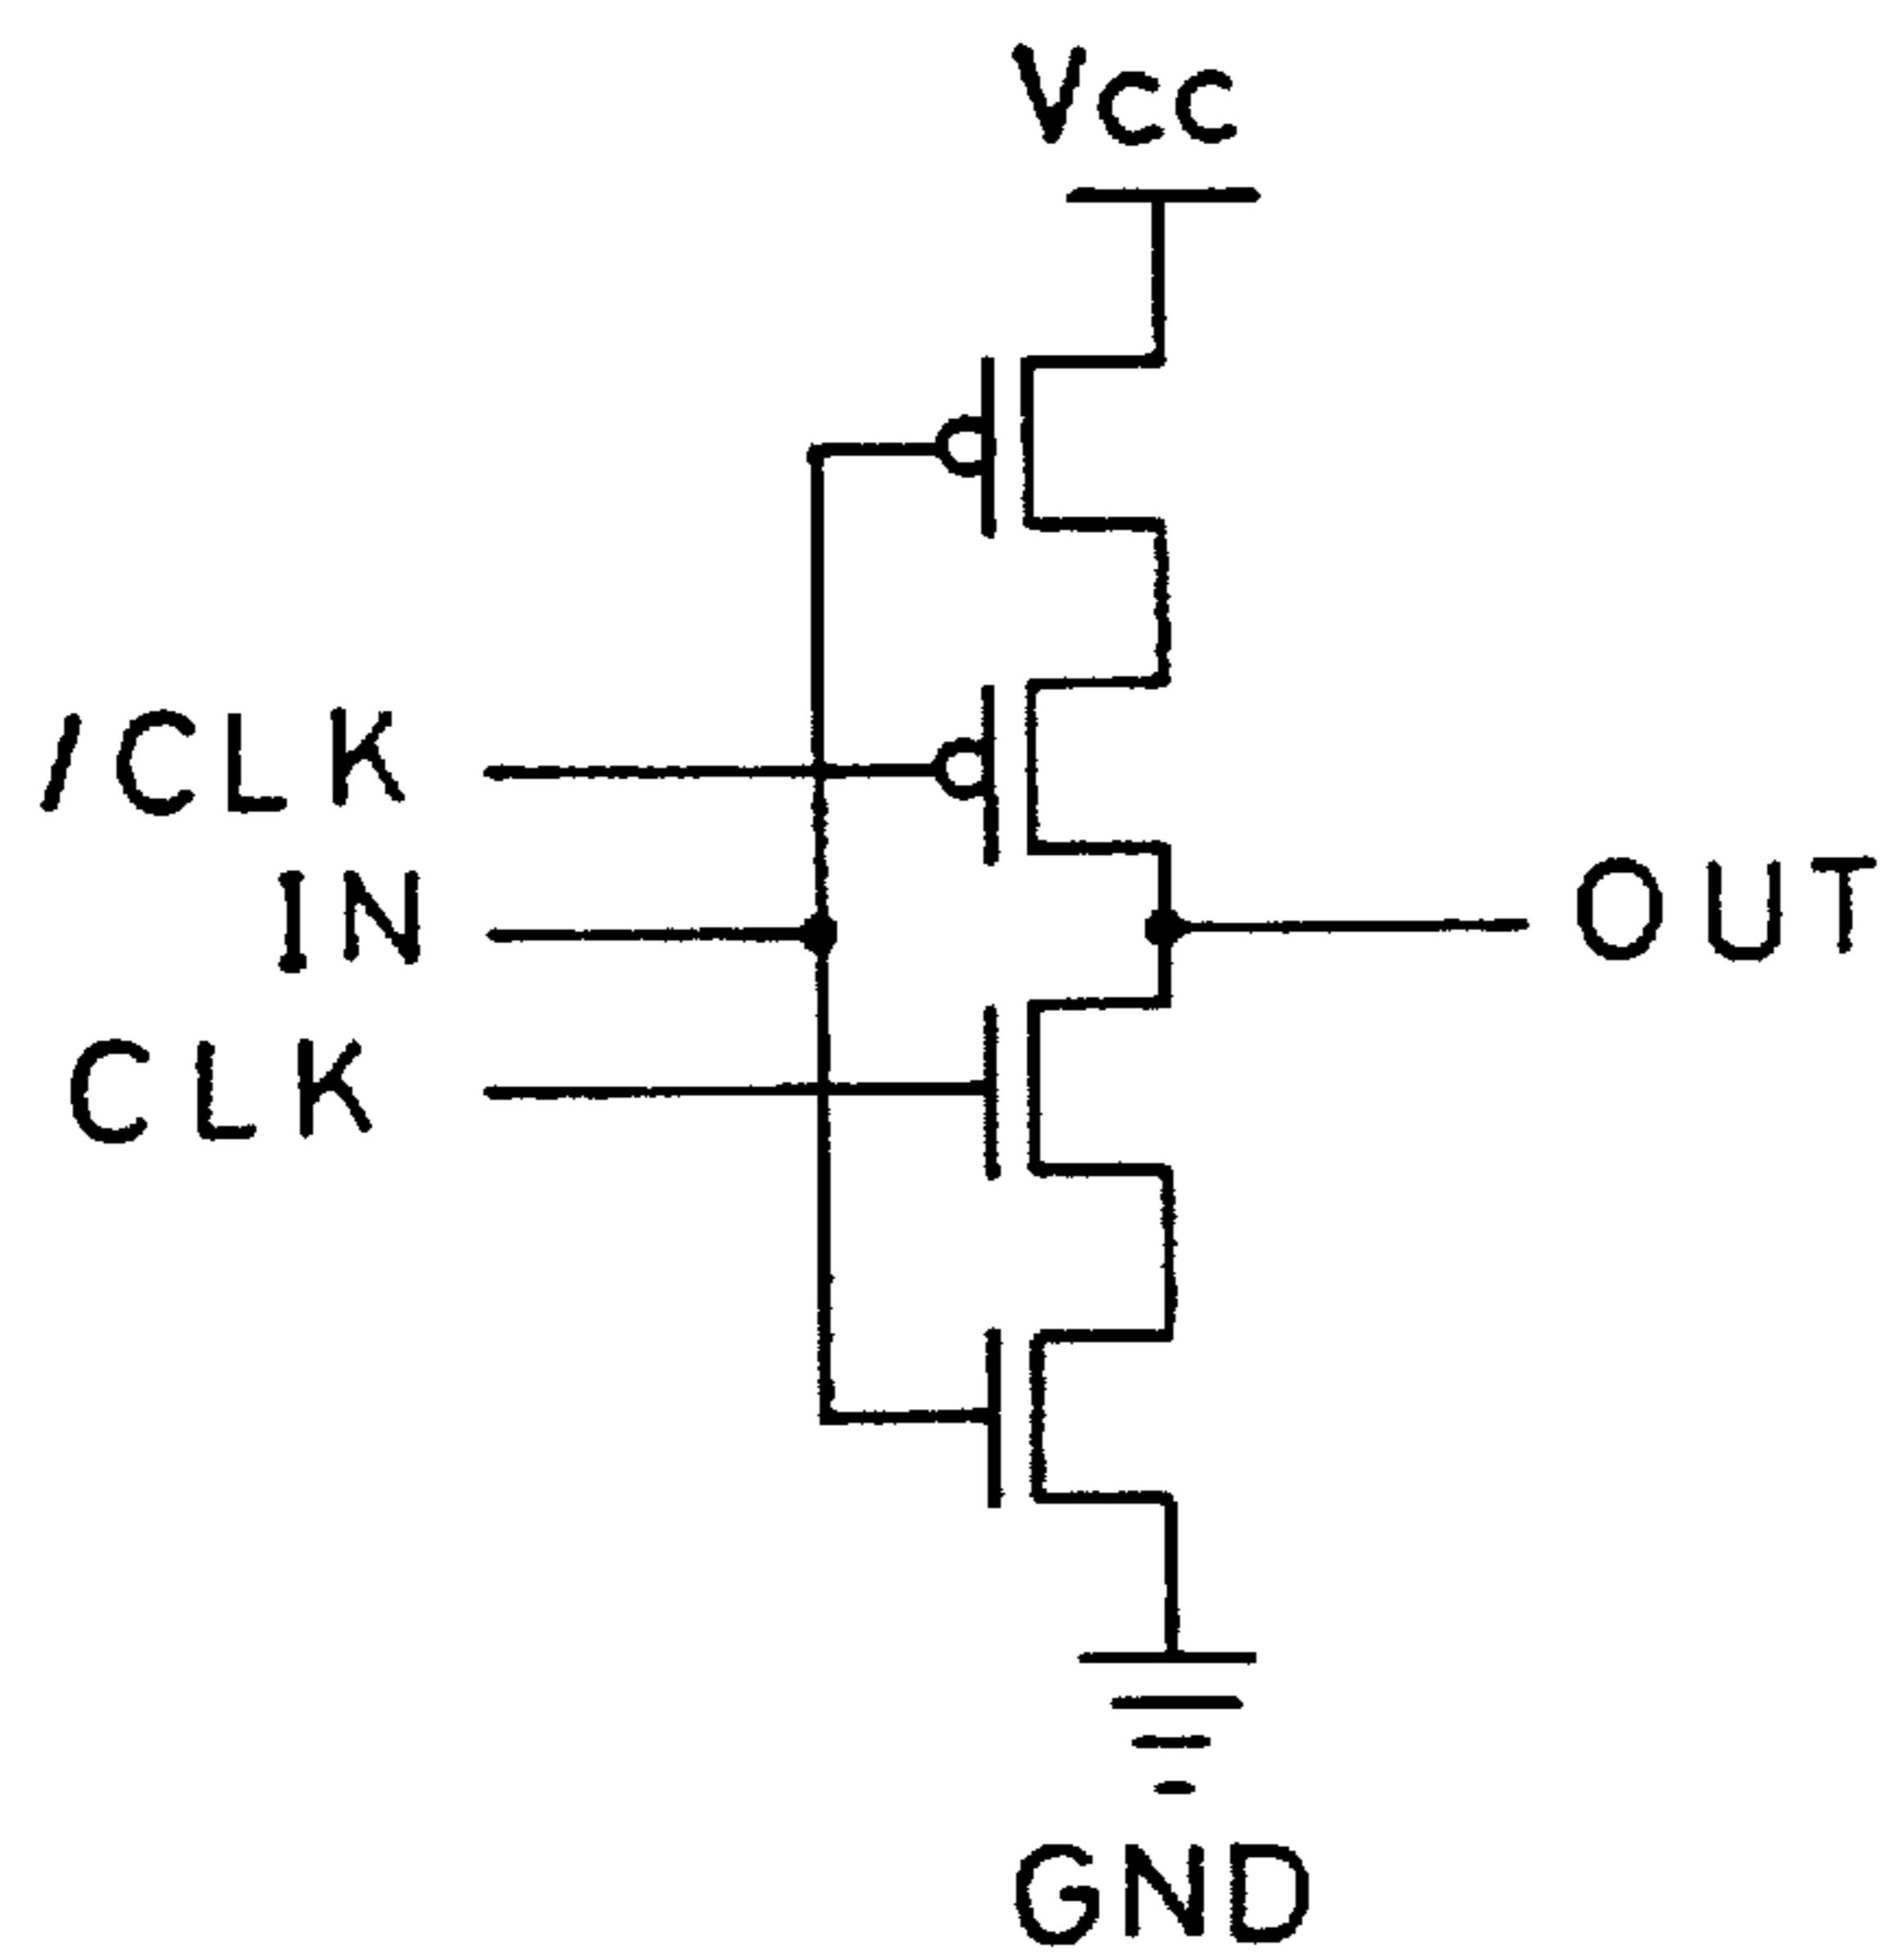 Vcc
/CLK
IN
OUT
CLK
GND